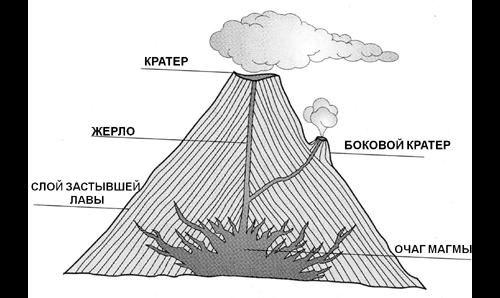 КРАТЕР
ЖЕРЛО
БОКОВОЙ КРАТЕР
СЛОЙ ЗАСТЫВШЕЙ
ЛАВЫ
ОЧАГ МАГМЫ